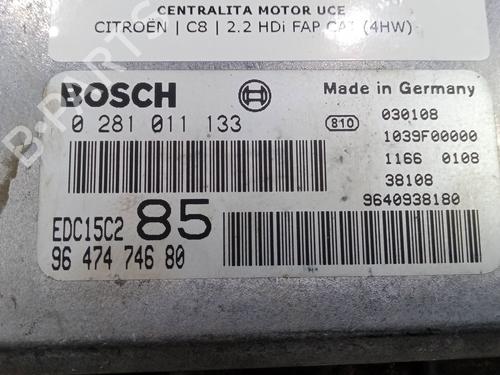 CENTRALITA MOTOR UCE
CITROËN | C8 | 2.2 HDi FAP CAT (4HW)
BOSCH
Made in Germany
0 281 011 133
810
030108
1039F00000
1166 0108
38108
9640938180
EDC15C2 85
96 474 746 80